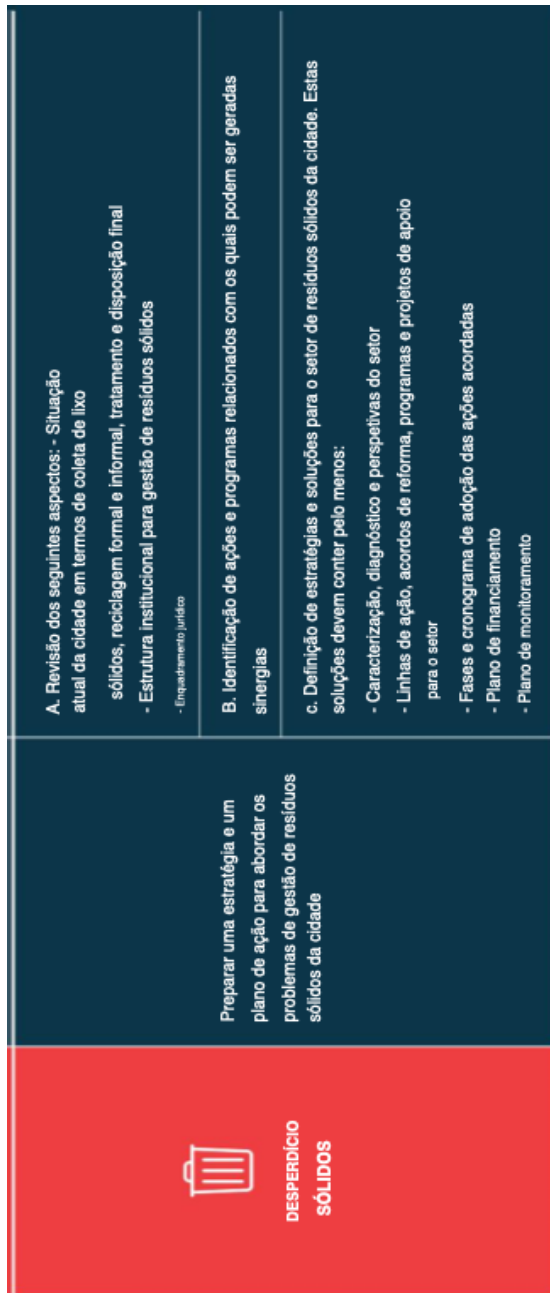 DESPERDÍCIO
SÓLIDOS
Preparar uma estratégia e um
plano de ação para abordar os
problemas de gestão de resíduos
sólidos da cidade
A. Revisão dos seguintes aspectos: - Situação
atual da cidade em termos de coleta de lixo
sólidos, reciclagem formal e informal, tratamento e disposição final
- Estrutura institucional para gestão de resíduos sólidos
- Enquadramento jurídico
B. Identificação de ações e programas relacionados com os quais podem ser geradas
sinergias
c. Definição de estratégias e soluções para o setor de resíduos sólidos da cidade. Estas
soluções devem conter pelo menos:
- Caracterização, diagnóstico e perspetivas do setor
- Linhas de ação, acordos de reforma, programas e projetos de apoio
para o setor
- Fases e cronograma de adoção das ações acordadas
- Plano de financiamento
- Plano de monitoramento